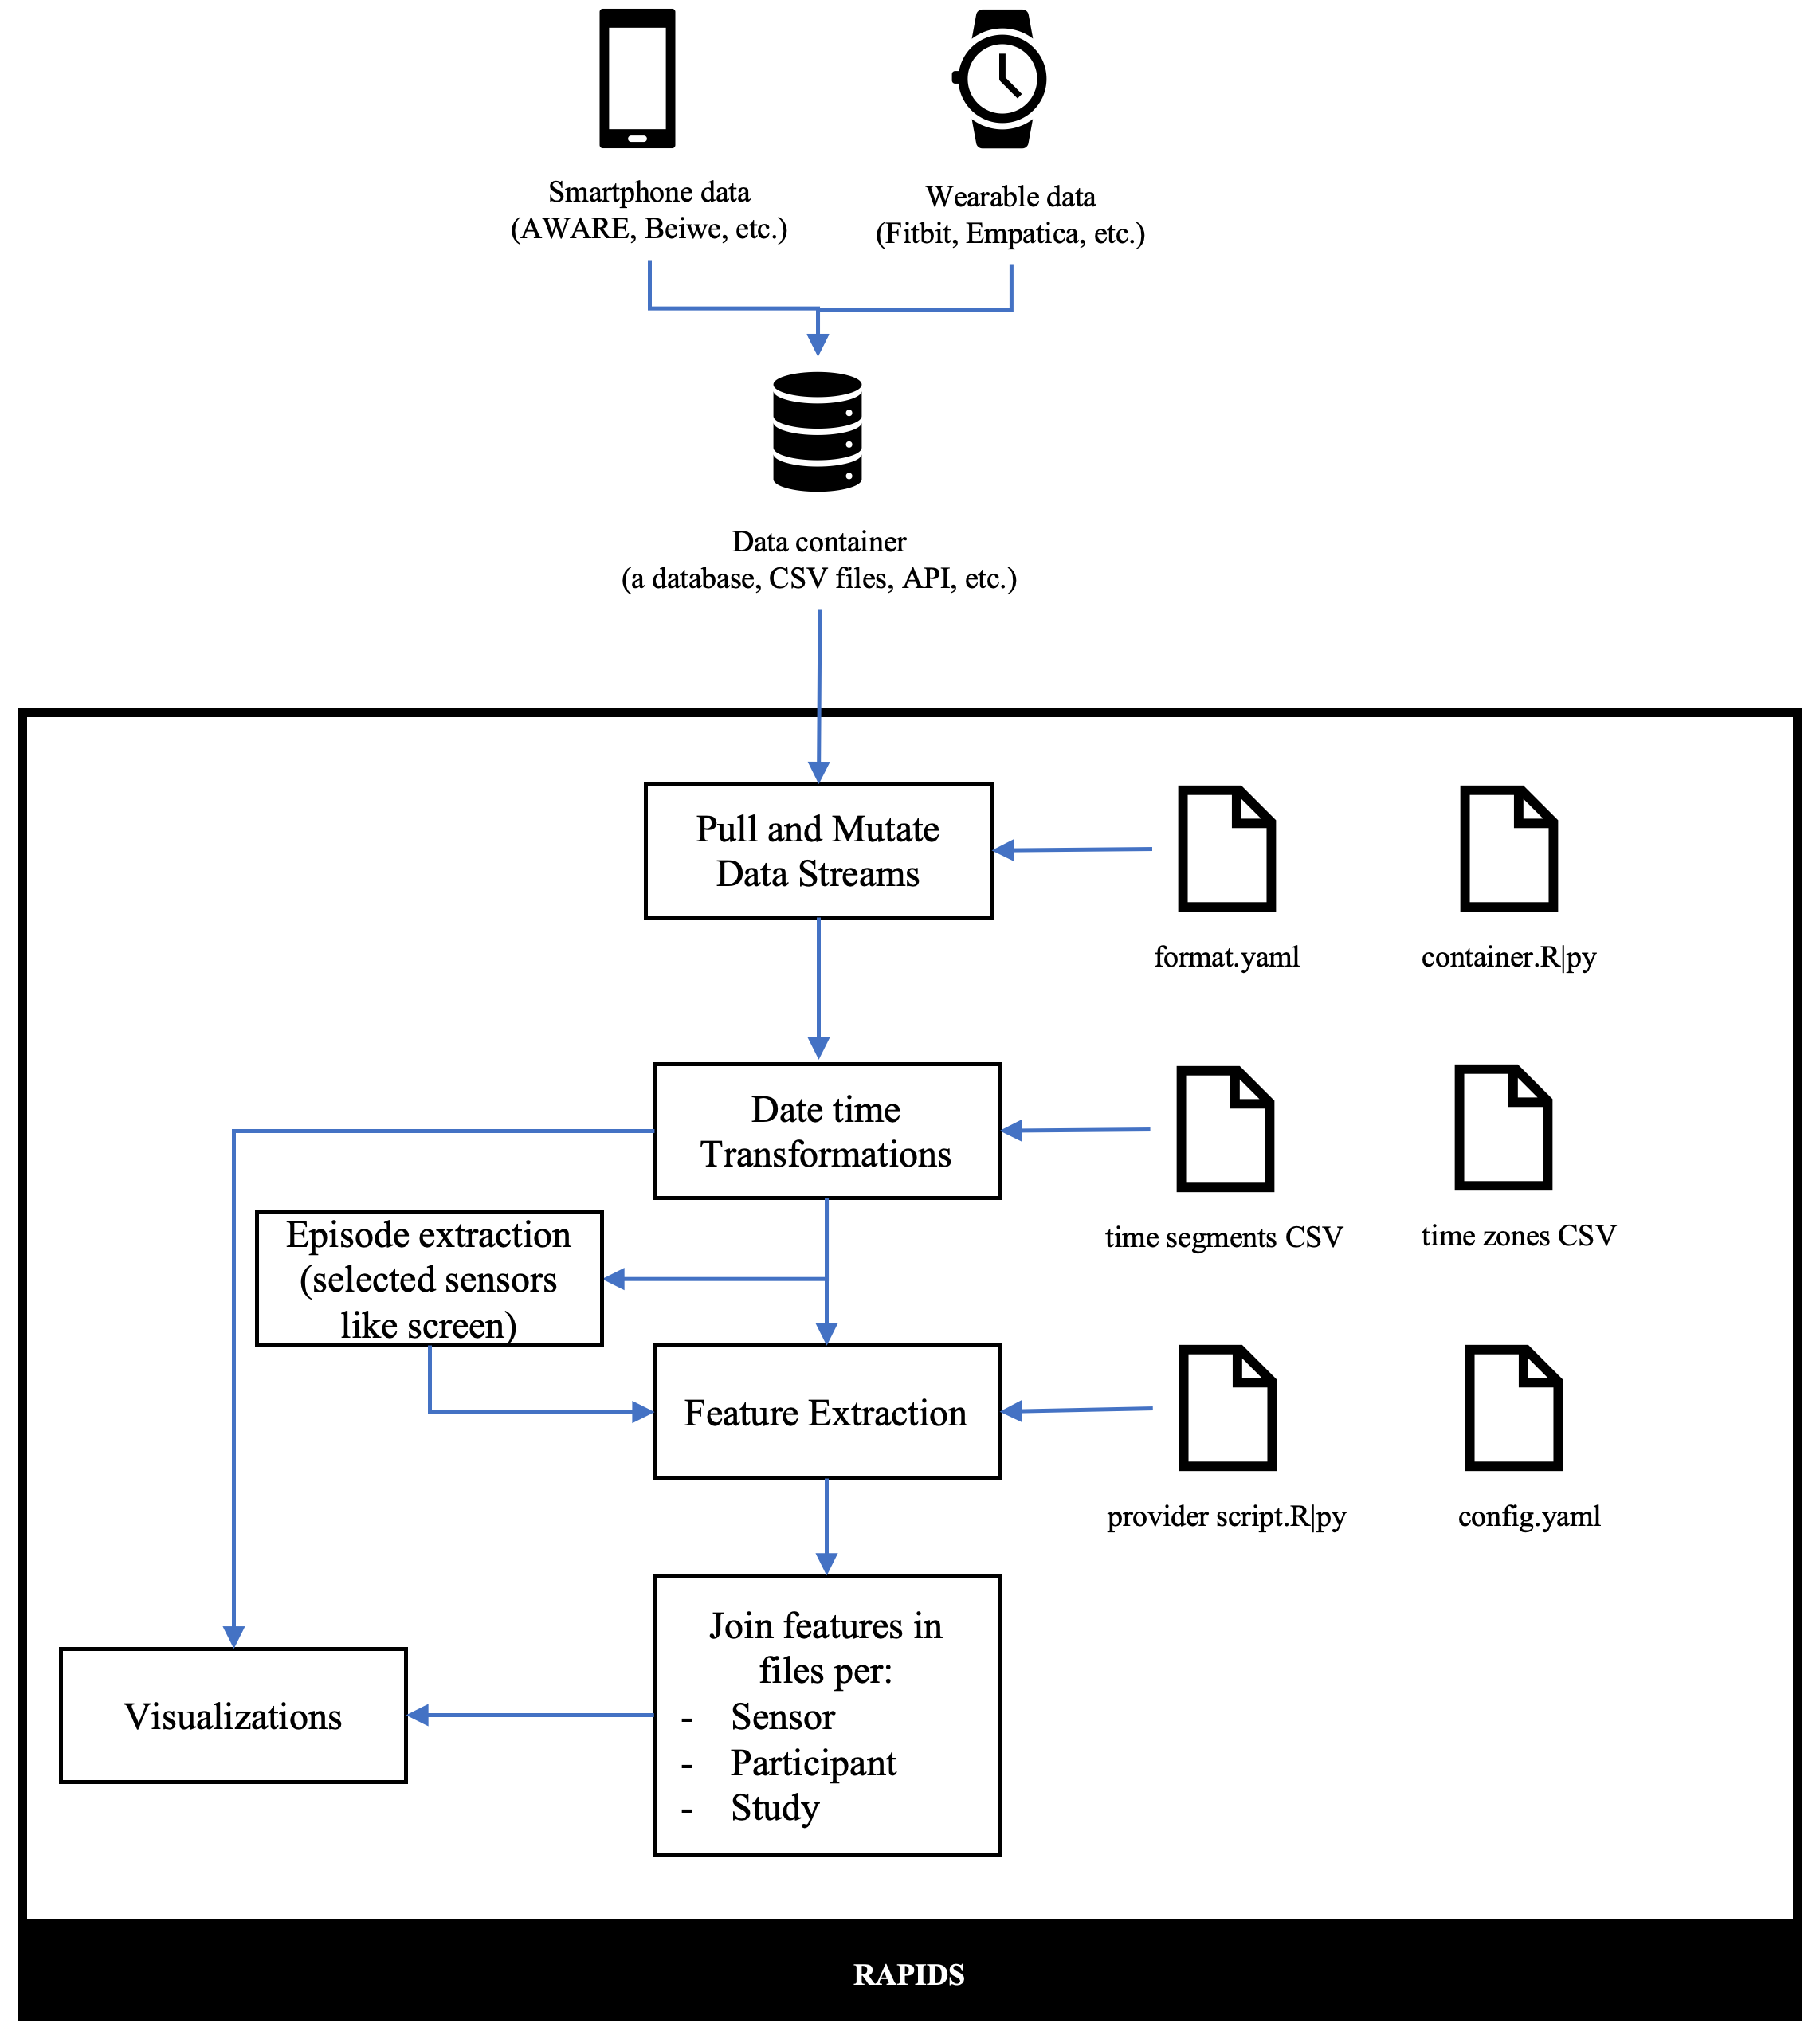 Smartphone data
(AWARE, Beiwe, etc.)
Wearable data
(Fitbit, Empatica, etc.)
Data container
(a database, CSV files, API, etc.)
Pull and Mutate
Data Streams
format.yaml
container.R|py
Date time
Transformations
time segments CSV
time zones CSV
Episode extraction
(selected sensors
like screen)
Feature Extraction
provider script.R|py
config.yaml
Join features in
files per:
- Sensor
- Participant
- Study
Visualizations
RAPIDS